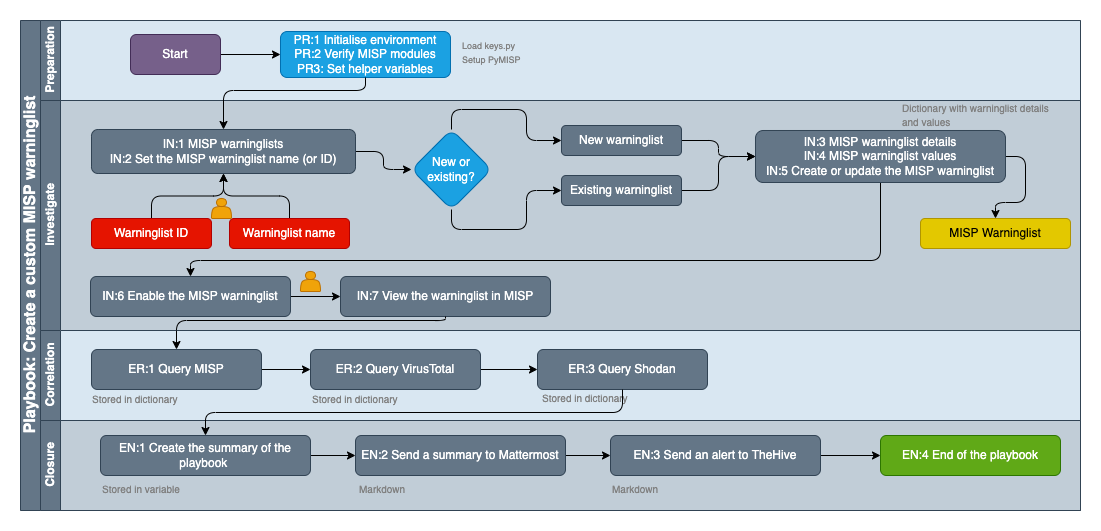 Playbook: Create a custom MISP warninglist
Preparation
Start
PR:1 Initialise environment
PR:2 Verify MISP modules
PR3: Set helper variables
Load keys.py
Setup PyMISP
Investigate
IN:1 MISP warninglists
IN:2 Set the MISP warninglist name (or ID)
Warninglist ID
Warninglist name
New or
existing?
New warninglist
Existing warninglist
Dictionary with warninglist details
and values
IN:3 MISP warninglist details
IN:4 MISP warninglist values
IN:5 Create or update the MISP warninglist
MISP Warninglist
IN:6 Enable the MISP warninglist
IN:7 View the warninglist in MISP
Correlation
ER:1 Query MISP
Stored in dictionary
ER:2 Query VirusTotal
Stored in dictionary
ER:3 Query Shodan
Stored in dictionary
Closure
EN:1 Create the summary of the
playbook
Stored in variable
EN:2 Send a summary to Mattermost
Markdown
EN:3 Send an alert to TheHive
Markdown
EN:4 End of the playbook